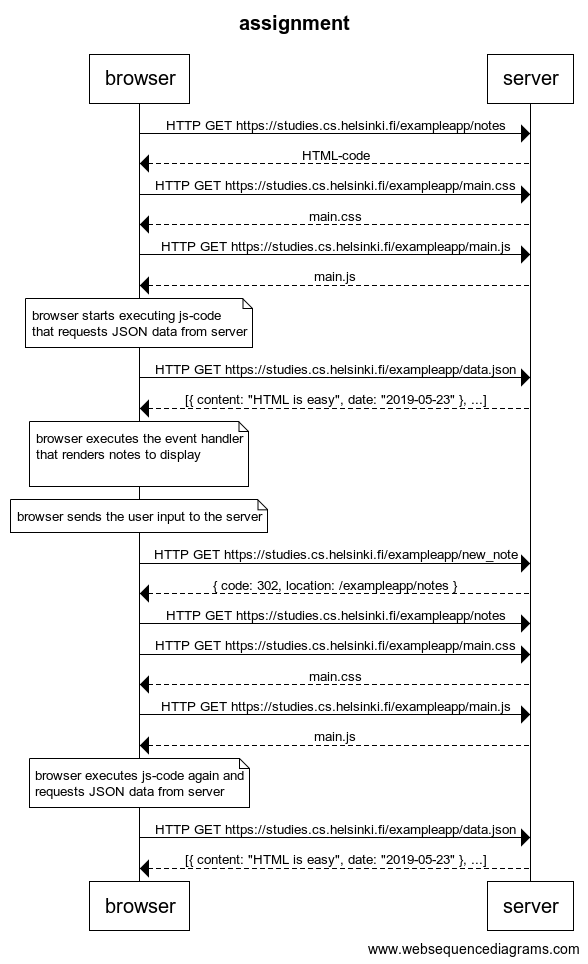 assignment
browser
server
HTTP GET https://studies.cs.helsinki.fi/exampleapp/notes
HTML-code
HTTP GET https://studies.cs.helsinki.fi/exampleapp/main.css
main.css
HTTP GET https://studies.cs.helsinki.fi/exampleapp/main.js
main.js
browser starts executing js-code
that requests JSON data from server
HTTP GET https://studies.cs.helsinki.fi/exampleapp/data.json
[{ content: "HTML is easy", date: "2019-05-23" }, ...]
browser executes the event handler
that renders notes to display
browser sends the user input to the server
HTTP GET https://studies.cs.helsinki.fi/exampleapp/new_note
{ code: 302, location: /exampleapp/notes }
HTTP GET https://studies.cs.helsinki.fi/exampleapp/notes
HTTP GET https://studies.cs.helsinki.fi/exampleapp/main.css
main.css
HTTP GET https://studies.cs.helsinki.fi/exampleapp/main.js
main.js
browser executes js-code again and
requests JSON data from server
HTTP GET https://studies.cs.helsinki.fi/exampleapp/data.json
[{ content: "HTML is easy", date: "2019-05-23" }, ...]
browser
server
www.websequencediagrams.com